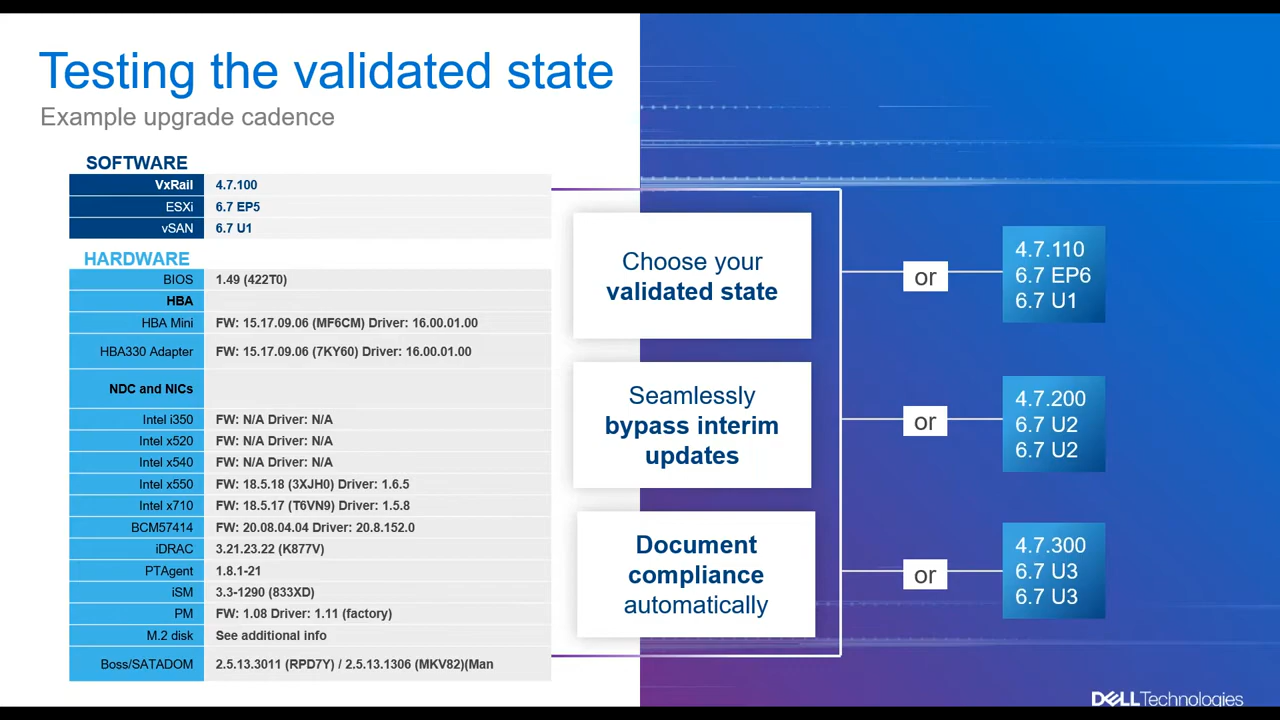 Testing the validated state
Example upgrade cadence
SOFTWARE
VxRail 4.7.100
ESXi 6.7 EP5
vSAN 6.7 U1
HARDWARE
BIOS 1.49 (422T0)
HBA
HBA Mini FW: 15.17.09.06 (MF6CM) Driver: 16.00.01.00
HBA330 Adapter FW: 15.17.09.06 (7KY60) Driver: 16.00.01.00
NDC and NICs
Intel i350 FW: N/A Driver: N/A
Intel x520 FW: N/A Driver: N/A
Intel x540 FW: N/A Driver: N/A
Intel x550 FW: 18.5.18 (3XJH0) Driver: 1.6.5
Intel x710 FW: 18.5.17 (T6VN9) Driver: 1.5.8
BCM57414 FW: 20.08.04.04 Driver: 20.8.152.0
iDRAC 3.21.23.22 (K877V)
PTAgent 1.8.1-21
iSM 3.3-1290 (833XD)
PM FW: 1.08 Driver: 1.11 (factory)
M.2 disk See additional info
Boss/SATADOM 2.5.13.3011 (RPD7Y) / 2.5.13.1306 (MKV82)(Man
Choose your
validated state
Seamlessly
bypass interim
updates
Document
compliance
automatically
or
4.7.110
6.7 EP6
6.7 U1
or
4.7.200
6.7 U2
6.7 U2
or
4.7.300
6.7 U3
6.7 U3
DELL Technologies